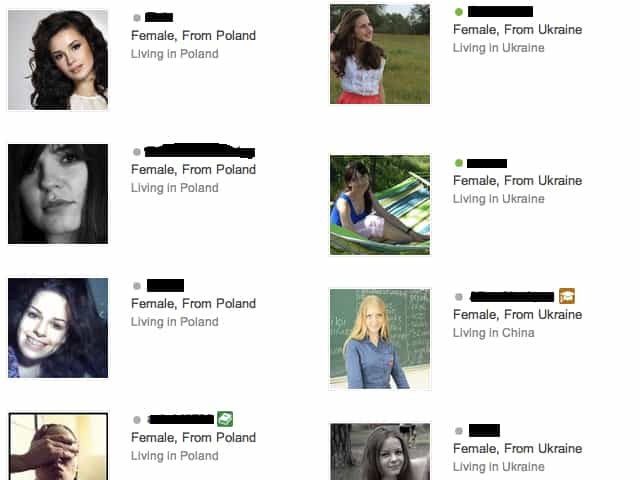 Female, From Poland
Living in Poland
Female, From Poland
Living in Poland
Female, From Poland
Living in Poland
Female, From Poland
Living in Poland
Female, From Ukraine
Living in Ukraine
Female, From Ukraine
Living in Ukraine
Female, From Ukraine
Living in China
Female, From Ukraine
Living in Ukraine